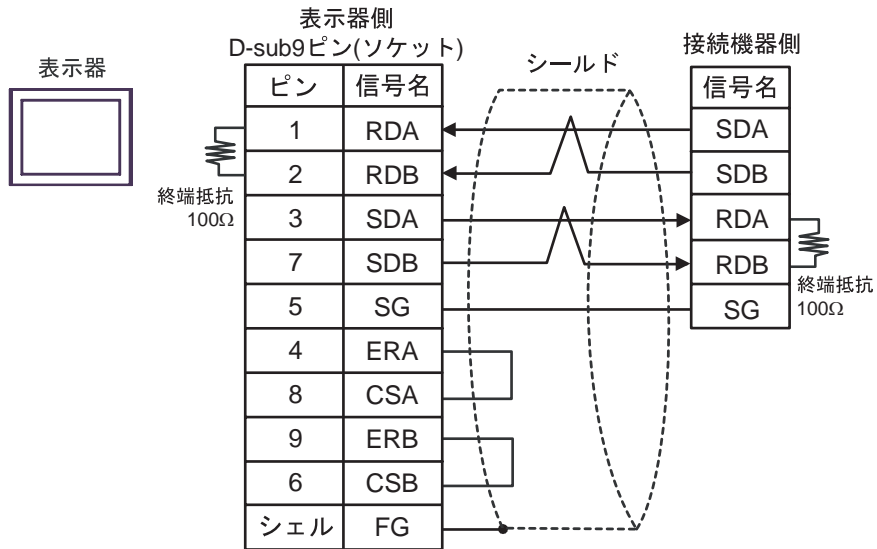 表示器
表示器側
D-sub9ピン(ソケット)
ピン 信号名
1 RDA
2 RDB
3 SDA
7 SDB
5 SG
4 ERA
8 CSA
9 ERB
6 CSB
シェル FG
終端抵抗
100Ω
シールド
接続機器側
信号名
SDA
SDB
RDA
RDB
SG
終端抵抗
100Ω